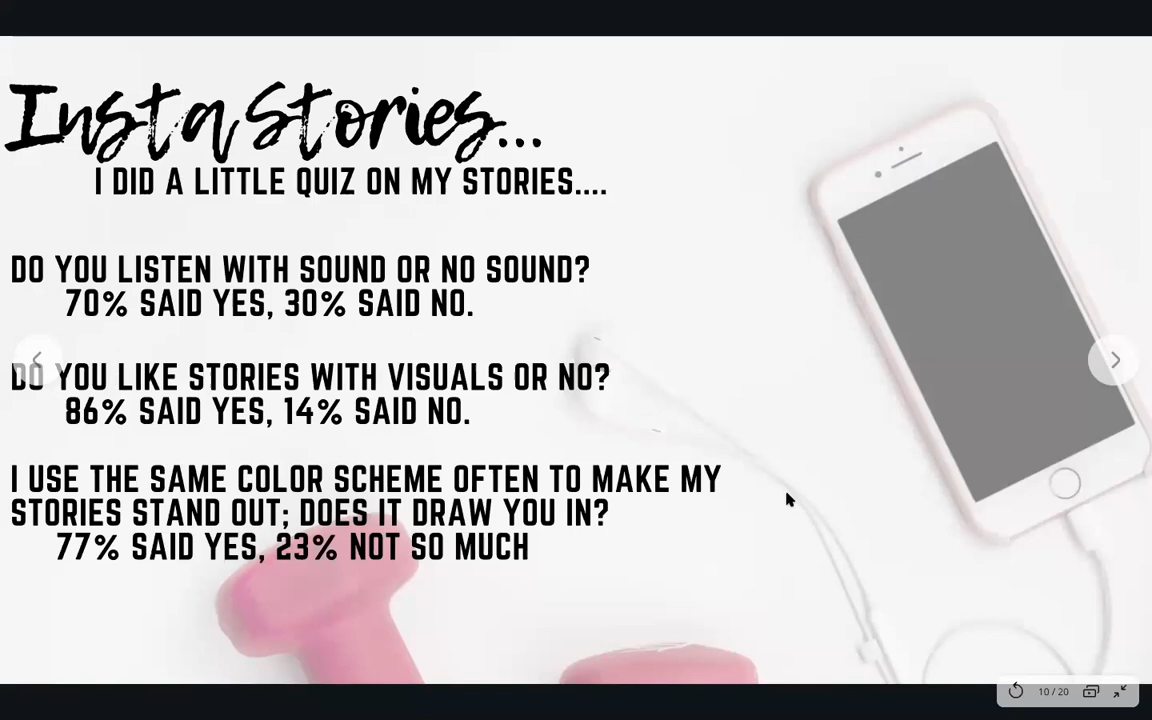 Insta Stories...
I DID A LITTLE QUIZ ON MY STORIES....
DO YOU LISTEN WITH SOUND OR NO SOUND?
70% SAID YES, 30% SAID NO.
DO YOU LIKE STORIES WITH VISUALS OR NO?
86% SAID YES, 14% SAID NO.
I USE THE SAME COLOR SCHEME OFTEN TO MAKE MY
STORIES STAND OUT; DOES IT DRAW YOU IN?
77% SAID YES, 23% NOT SO MUCH
10 / 20